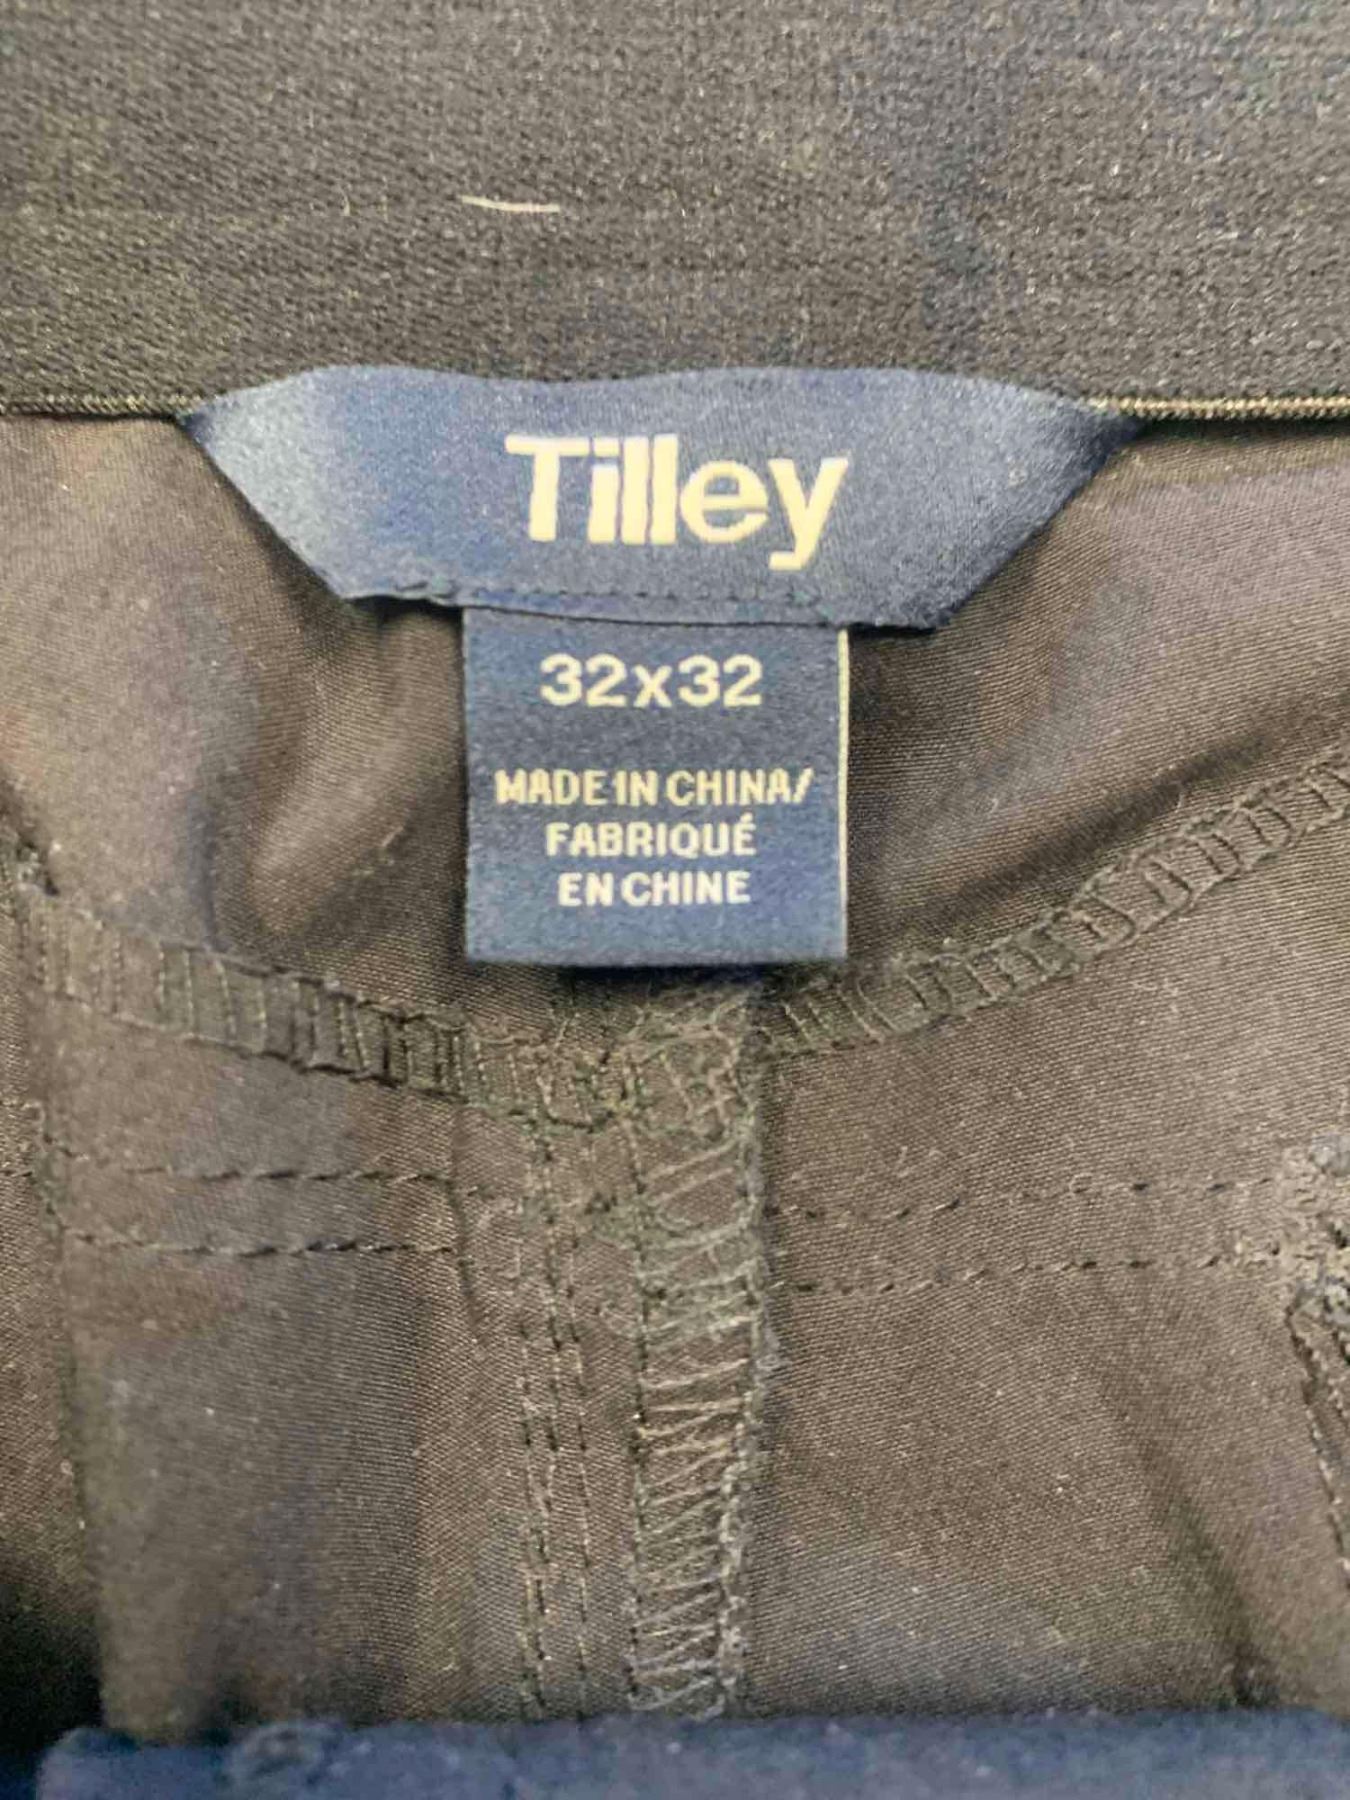 Tilley
32x32
MADE IN CHINA/
FABRIQUÉ
EN CHINE